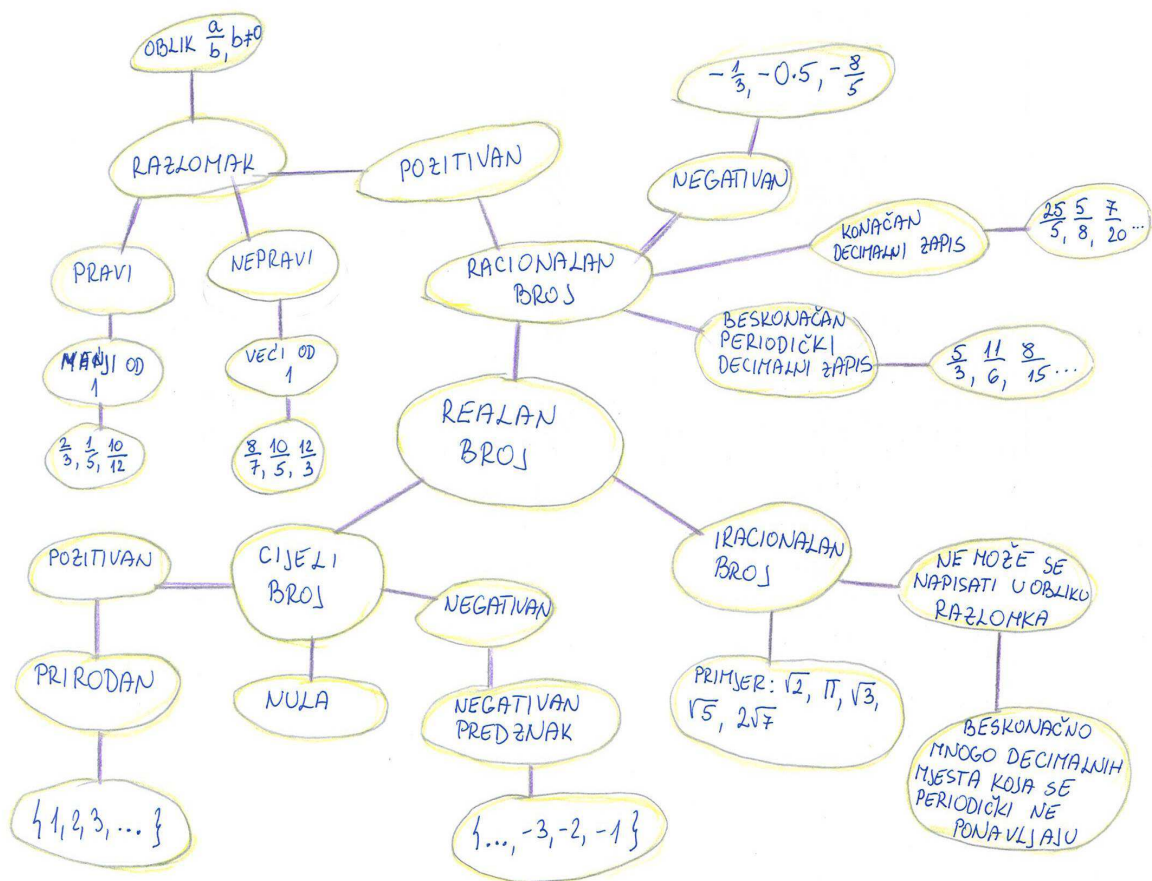 OBLIK a/b, b≠0
RAZLOMAK
POZITIVAN
PRAVI
NEPRAVI
MANJI OD
1
VEĆI OD
1
2/3, 1/5, 10/12
8/7, 10/5, 12/3
-1/3, -0.5, -8/5
NEGATIVAN
RACIONALAN
BROJ
KONAČAN
DECIMALNI ZAPIS
25/5, 5/8, 7/20 ...
BESKONAČAN
PERIODIČKI
DECIMALNI ZAPIS
5/3, 11/6, 8/15 ...
REALAN
BROJ
CIJELI
BROJ
POZITIVAN
PRIRODAN
{1, 2, 3, ... }
NULA
NEGATIVAN
NEGATIVAN
PREDZNAK
{..., -3, -2, -1 }
IRACIONALAN
BROJ
PRIMJER: √2, π, √3,
√5, 2√7
NE MOŽE SE
NAPISATI U OBLIKU
RAZLOMKA
BESKONAČNO
MNOGO DECIMALNIH
MJESTA KOJA SE
PERIODIČKI NE
PONAVLJAJU